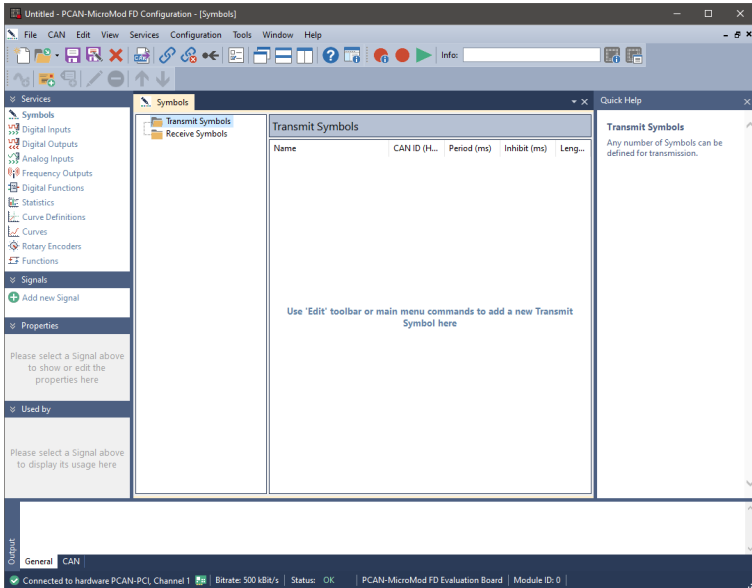 Untitled - PCAN-MicroMod FD Configuration - [Symbols]
File CAN Edit View Services Configuration Tools Window Help
Info:
Services
Symbols
Digital Inputs
Digital Outputs
Analog Inputs
Frequency Outputs
Digital Functions
Statistics
Curve Definitions
Curves
Rotary Encoders
Functions
Signals
Add new Signal
Properties
Please select a Signal above
to show or edit the
properties here
Used by
Please select a Signal above
to display its usage here
Symbols
Transmit Symbols
Receive Symbols
Transmit Symbols
Name CAN ID (H... Period (ms) Inhibit (ms) Leng...
Use 'Edit' toolbar or main menu commands to add a new Transmit
Symbol here
Quick Help
Transmit Symbols
Any number of Symbols can be
defined for transmission.
Output
General CAN
Connected to hardware PCAN-PCI, Channel 1 Bitrate: 500 kBit/s Status: OK PCAN-MicroMod FD Evaluation Board Module ID: 0